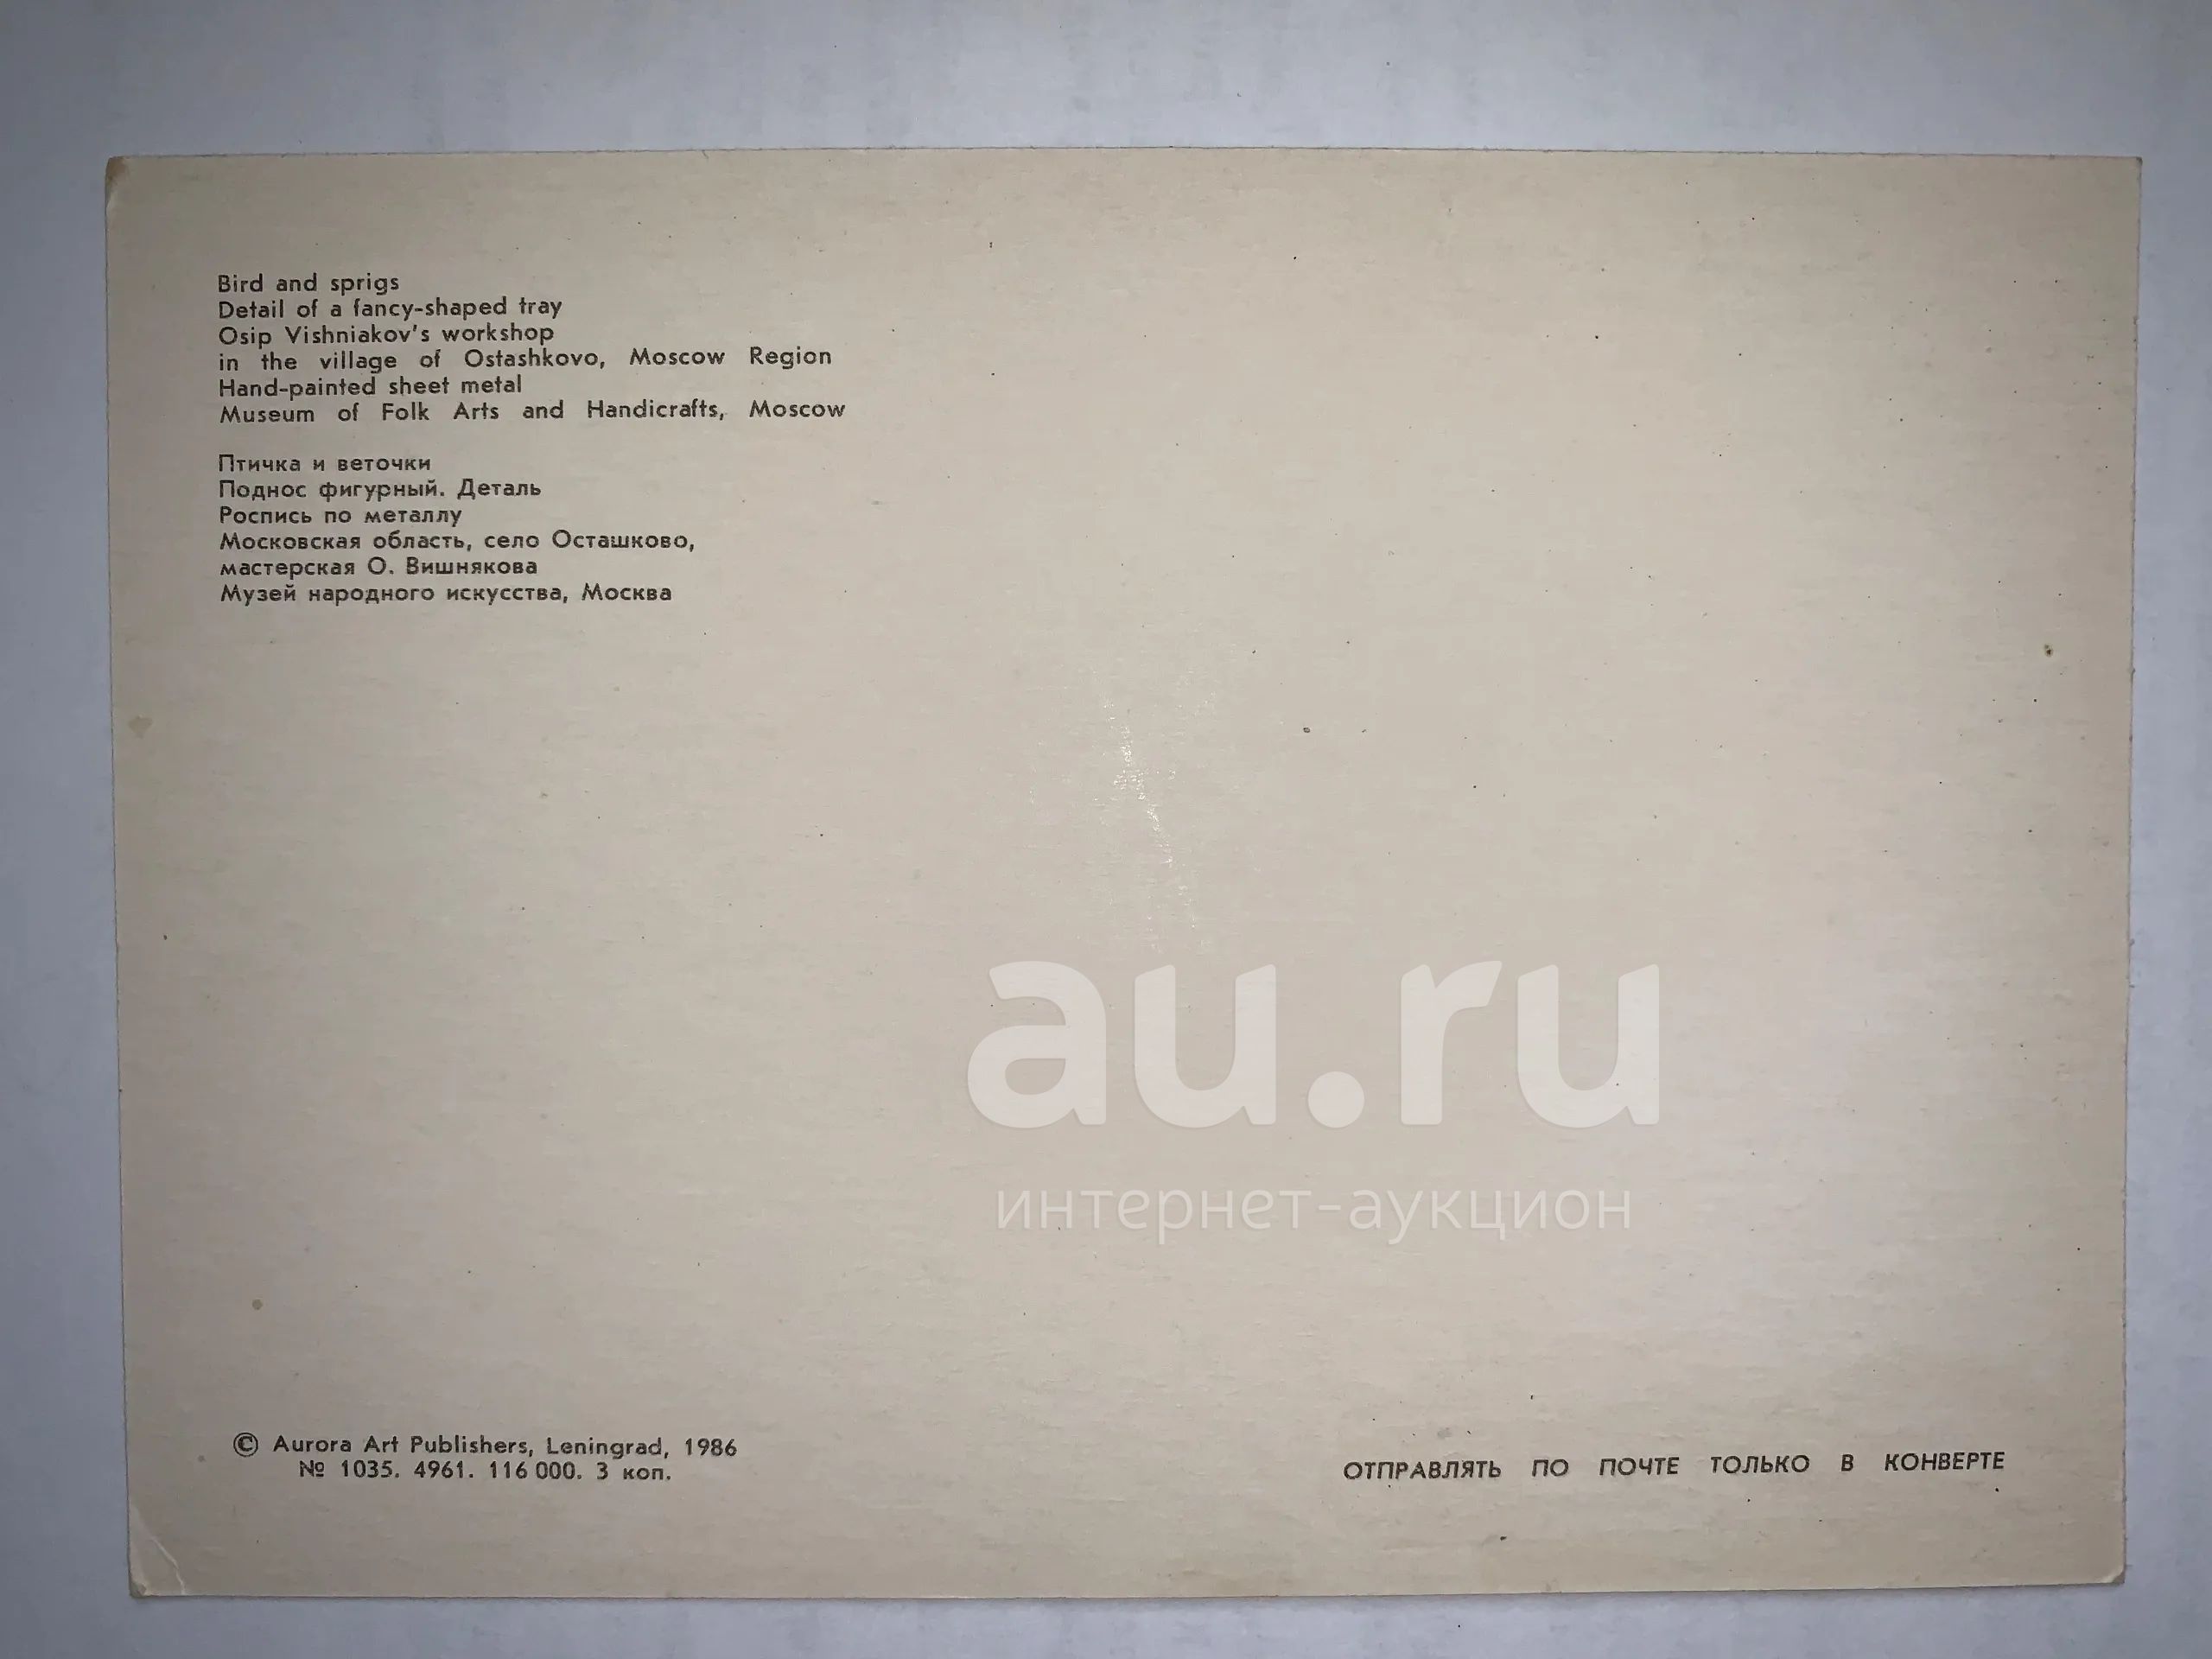 Bird and sprigs
Detail of a fancy-shaped tray
Osip Vishniakov's workshop
in the village of Ostashkovo, Moscow Region
Hand-painted sheet metal
Museum of Folk Arts and Handicrafts, Moscow
Птичка и веточки
Поднос фигурный. Деталь
Роспись по металлу
Московская область, село Осташково,
мастерская О. Вишнякова
Музей народного искусства, Москва
au.ru
интернет-аукцион
© Aurora Art Publishers, Leningrad, 1986
№ 1035. 4961. 116 000. 3 коп.
ОТПРАВЛЯТЬ ПО ПОЧТЕ ТОЛЬКО В КОНВЕРТЕ